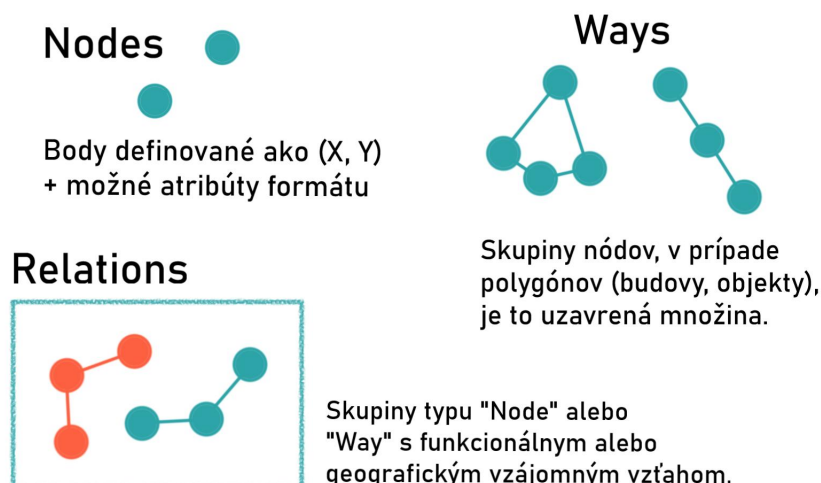 Nodes
Body definované ako (X, Y)
+ možné atribúty formátu
Ways
Skupiny nódov, v prípade
polygónov (budovy, objekty),
je to uzavrená množina.
Relations
Skupiny typu "Node" alebo
"Way" s funkcionálnym alebo
geografickým vzájomným vzťahom.